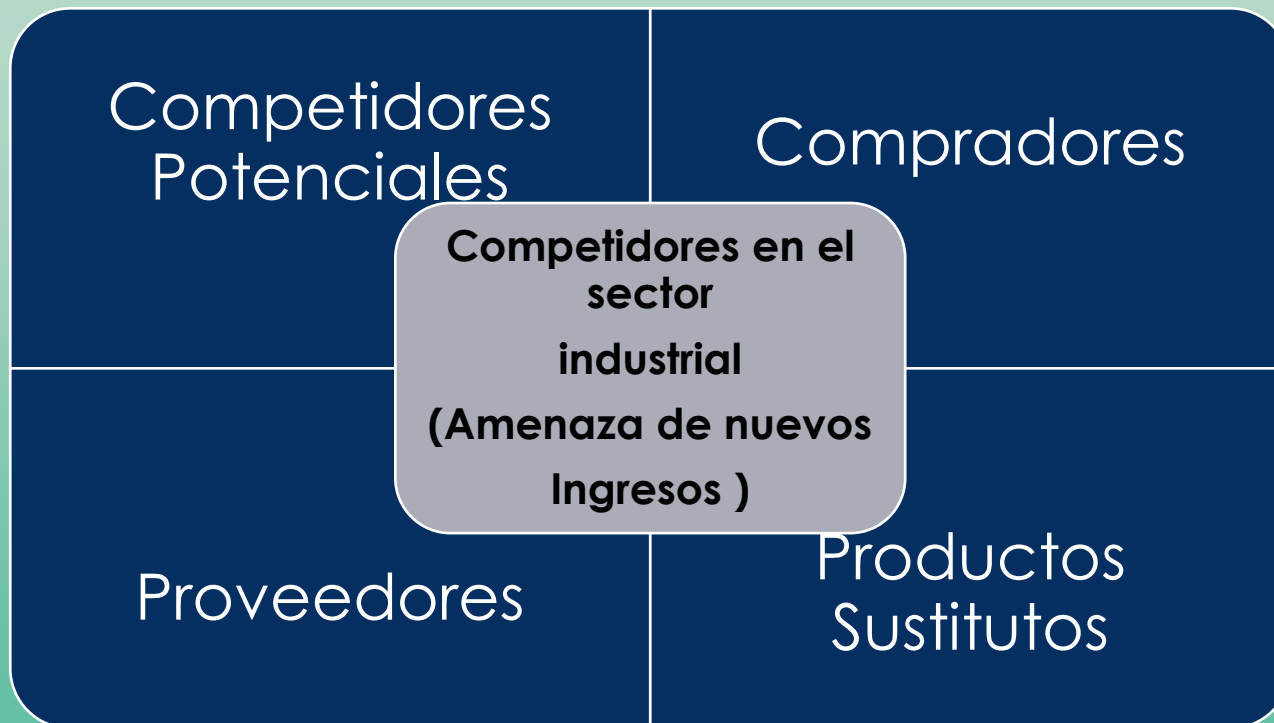 Competidores
Potenciales
Compradores
Competidores en el
sector
industrial
(Amenaza de nuevos
Ingresos )
Proveedores
Productos
Sustitutos